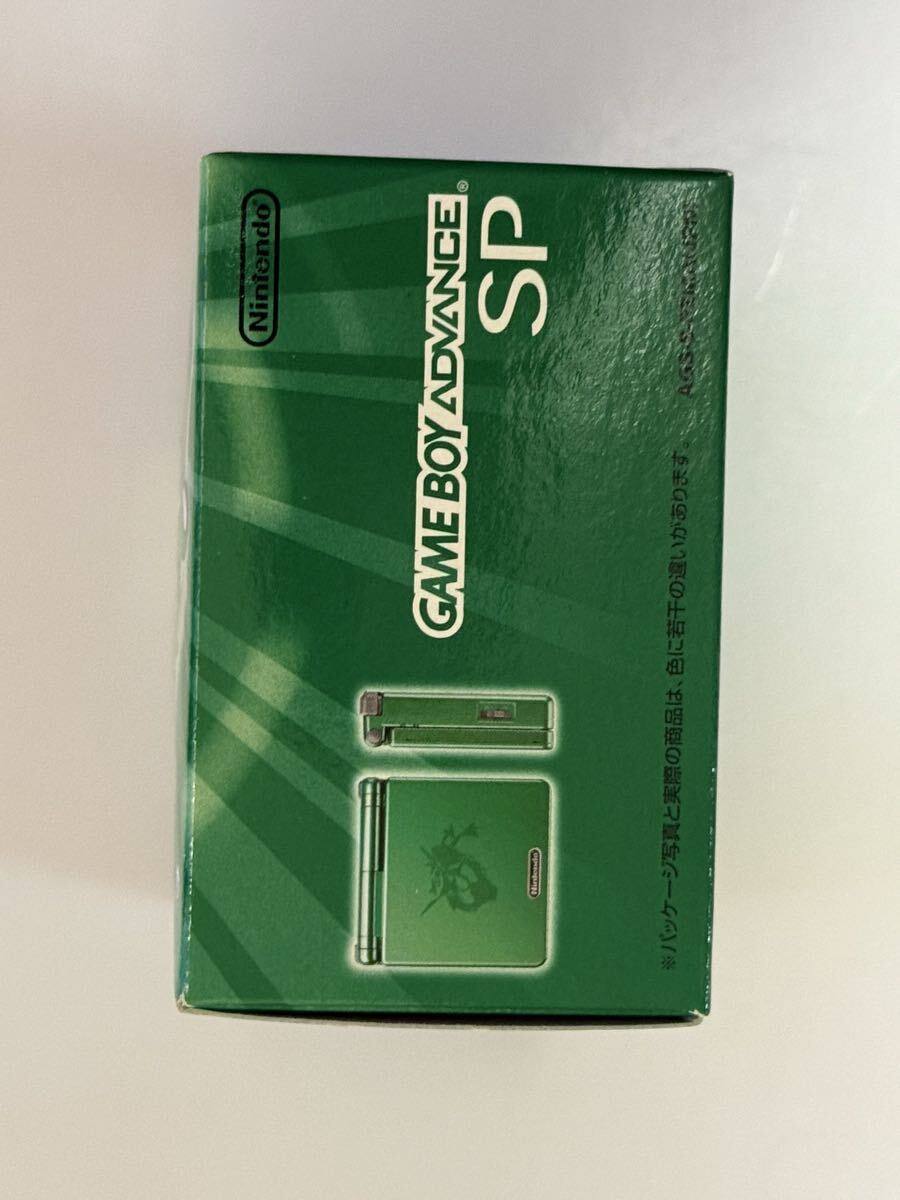 Nintendo
GAME BOY ADVANCE®
SP
Nintendo
※パッケージ写真と実際の商品は、色に若干の違いがあります。